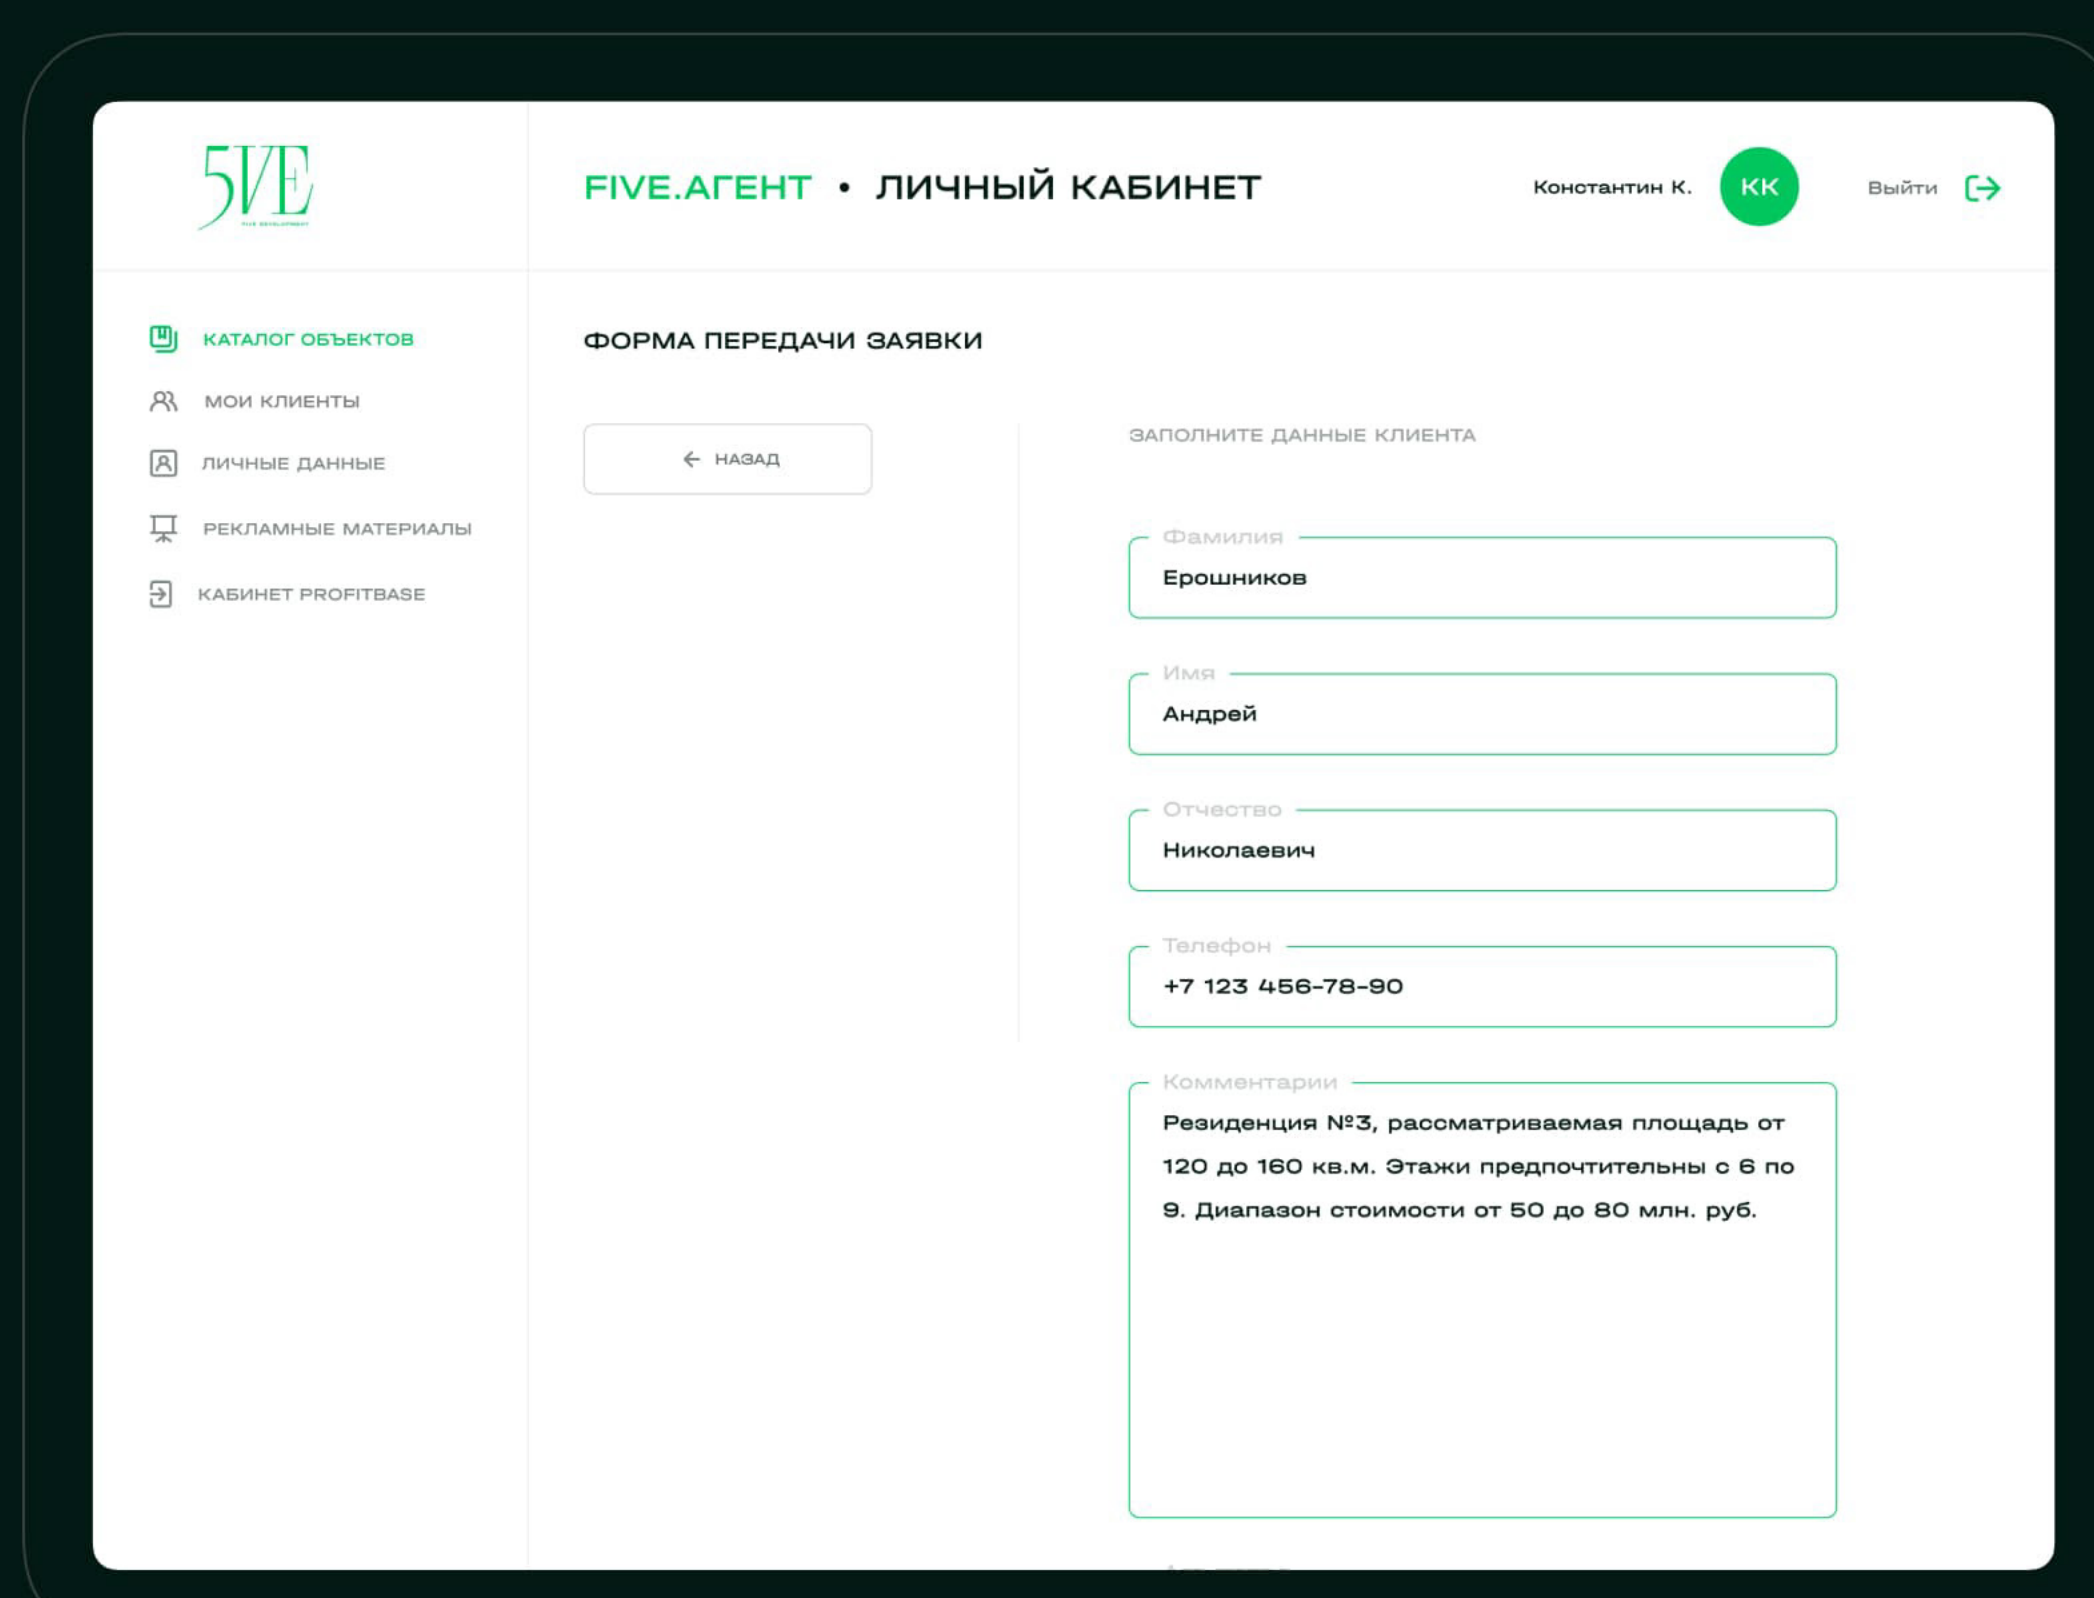 5VE
FIVE DEVELOPMENT
FIVE.АГЕНТ • ЛИЧНЫЙ КАБИНЕТ
Константин К.
КК
Выйти
КАТАЛОГ ОБЪЕКТОВ
МОИ КЛИЕНТЫ
ЛИЧНЫЕ ДАННЫЕ
РЕКЛАМНЫЕ МАТЕРИАЛЫ
КАБИНЕТ PROFITBASE
ФОРМА ПЕРЕДАЧИ ЗАЯВКИ
← НАЗАД
ЗАПОЛНИТЕ ДАННЫЕ КЛИЕНТА
Фамилия
Ерошников
Имя
Андрей
Отчество
Николаевич
Телефон
+7 123 456-78-90
Комментарии
Резиденция №3, рассматриваемая площадь от
120 до 160 кв.м. Этажи предпочтительны с 6 по
9. Диапазон стоимости от 50 до 80 млн. руб.